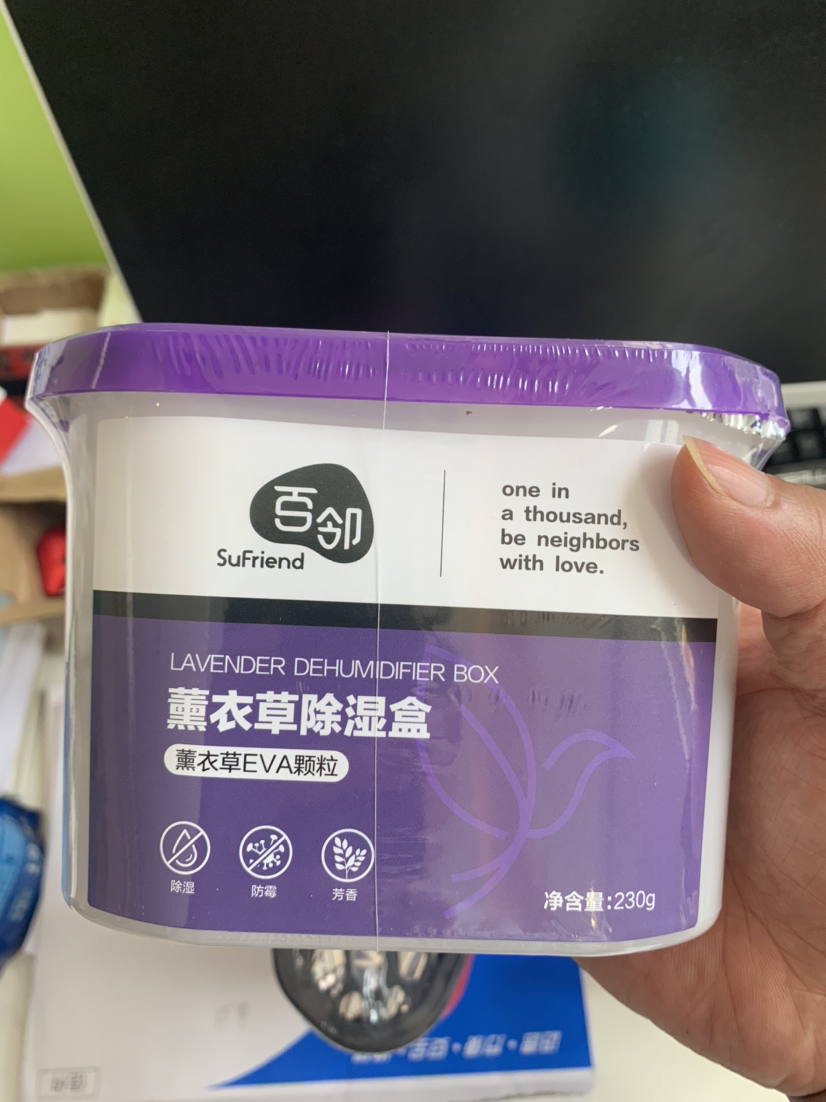 百邻
SuFriend
one in
a thousand,
be neighbors
with love.
LAVENDER DEHUMIDIFIER BOX
薰衣草除湿盒
薰衣草EVA颗粒
除湿
防霉
芳香
净含量:230g